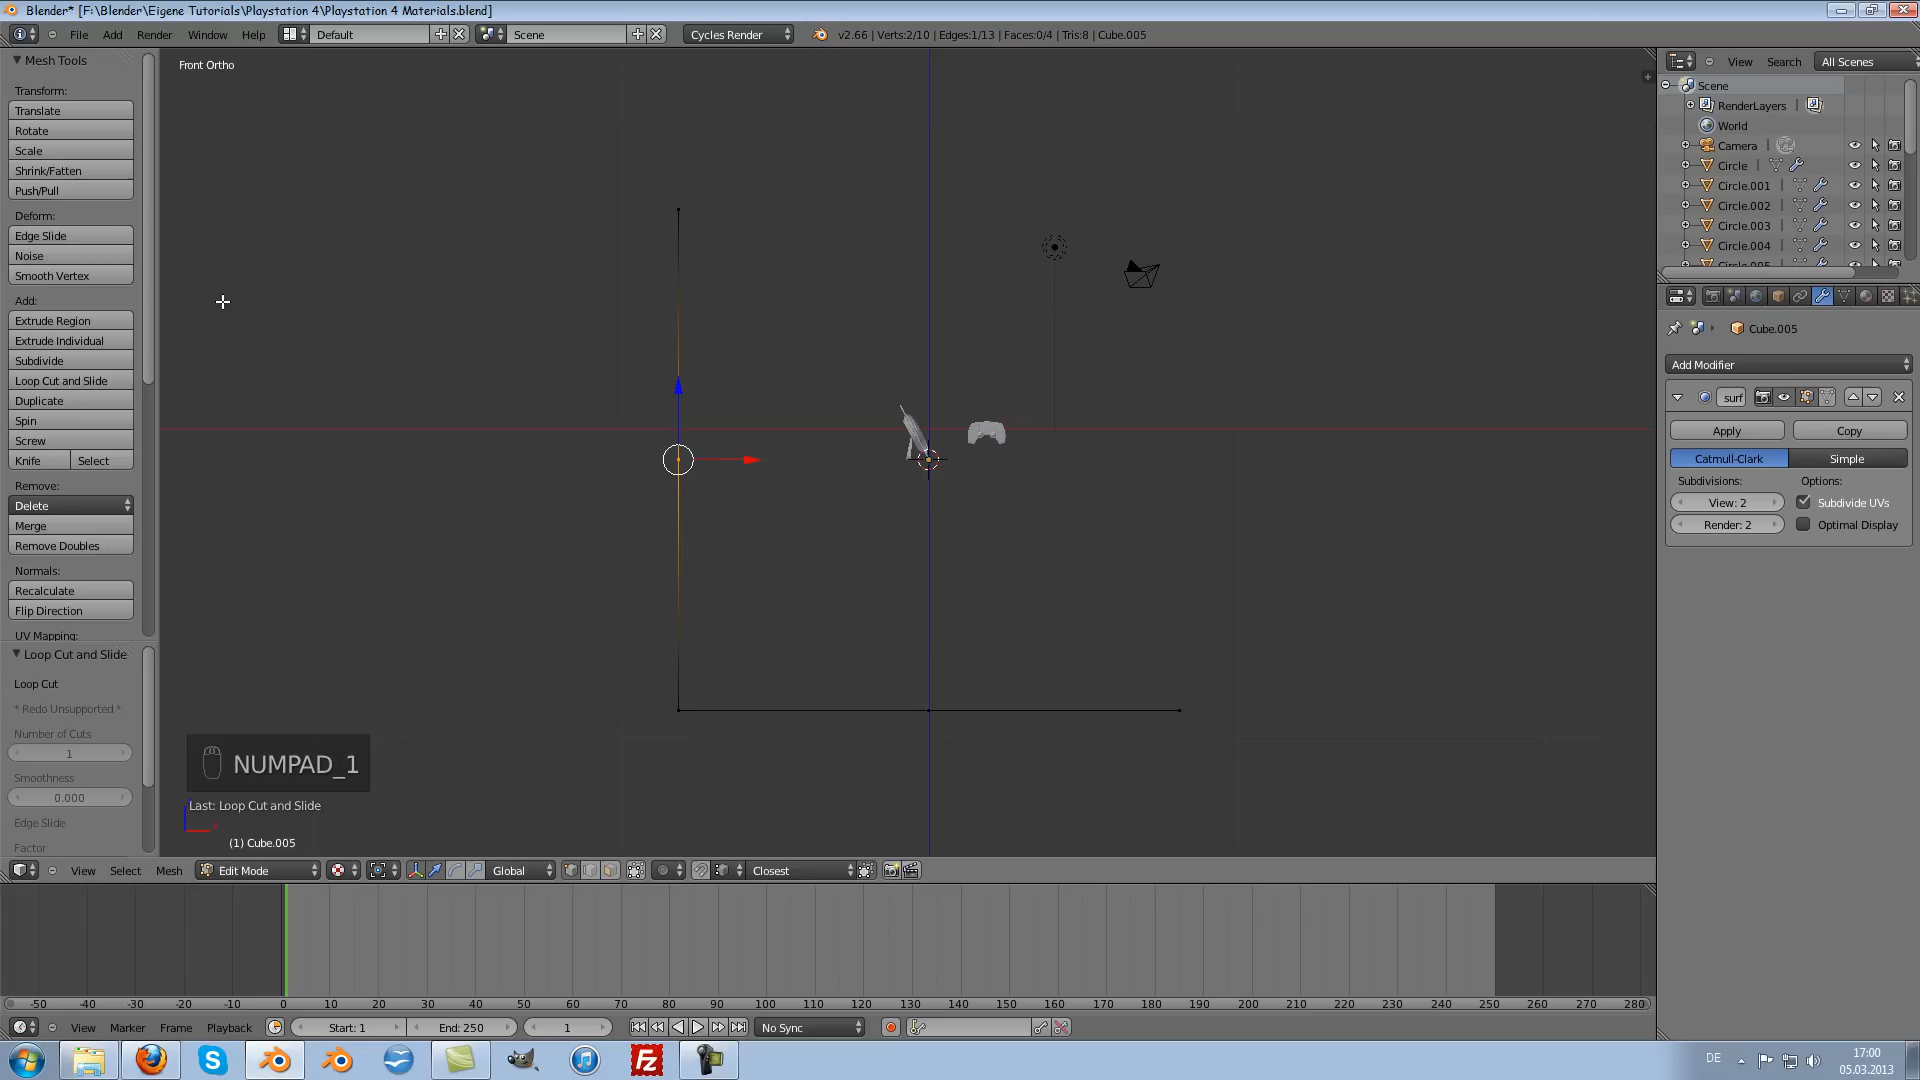 Blender* [F:\Blender\Eigene Tutorials\Playstation 4\Playstation 4 Materials.blend]
File Add Render Window Help Default Scene Cycles Render v2.66 | Verts:2/10 | Edges:1/13 | Faces:0/4 | Tris:8 | Cube.005
Mesh Tools
Transform:
Translate
Rotate
Scale
Shrink/Fatten
Push/Pull
Deform:
Edge Slide
Noise
Smooth Vertex
Add:
Extrude Region
Extrude Individual
Subdivide
Loop Cut and Slide
Duplicate
Spin
Screw
Knife Select
Remove:
Delete
Merge
Remove Doubles
Normals:
Recalculate
Flip Direction
UV Mapping:
Loop Cut and Slide
Loop Cut
* Redo Unsupported *
Number of Cuts
1
Smoothness
0.000
Edge Slide
Factor
Front Ortho
NUMPAD_1
Last: Loop Cut and Slide
(1) Cube.005
View Search All Scenes
Scene
RenderLayers |
World
Camera |
Circle |
Circle.001 |
Circle.002 |
Circle.003 |
Circle.004 |
Circle.005
Cube.005
Add Modifier
surf
Apply Copy
Catmull-Clark Simple
Subdivisions: Options:
View: 2 Subdivide UVs
Render: 2 Optimal Display
View Select Mesh Edit Mode Global Closest
-50 -40 -30 -20 -10 0 10 20 30 40 50 60 70 80 90 100 110 120 130 140 150 160 170 180 190 200 210 220 230 240 250 260 270 280
View Marker Frame Playback Start: 1 End: 250 1 No Sync
DE 17:00
05.03.2013